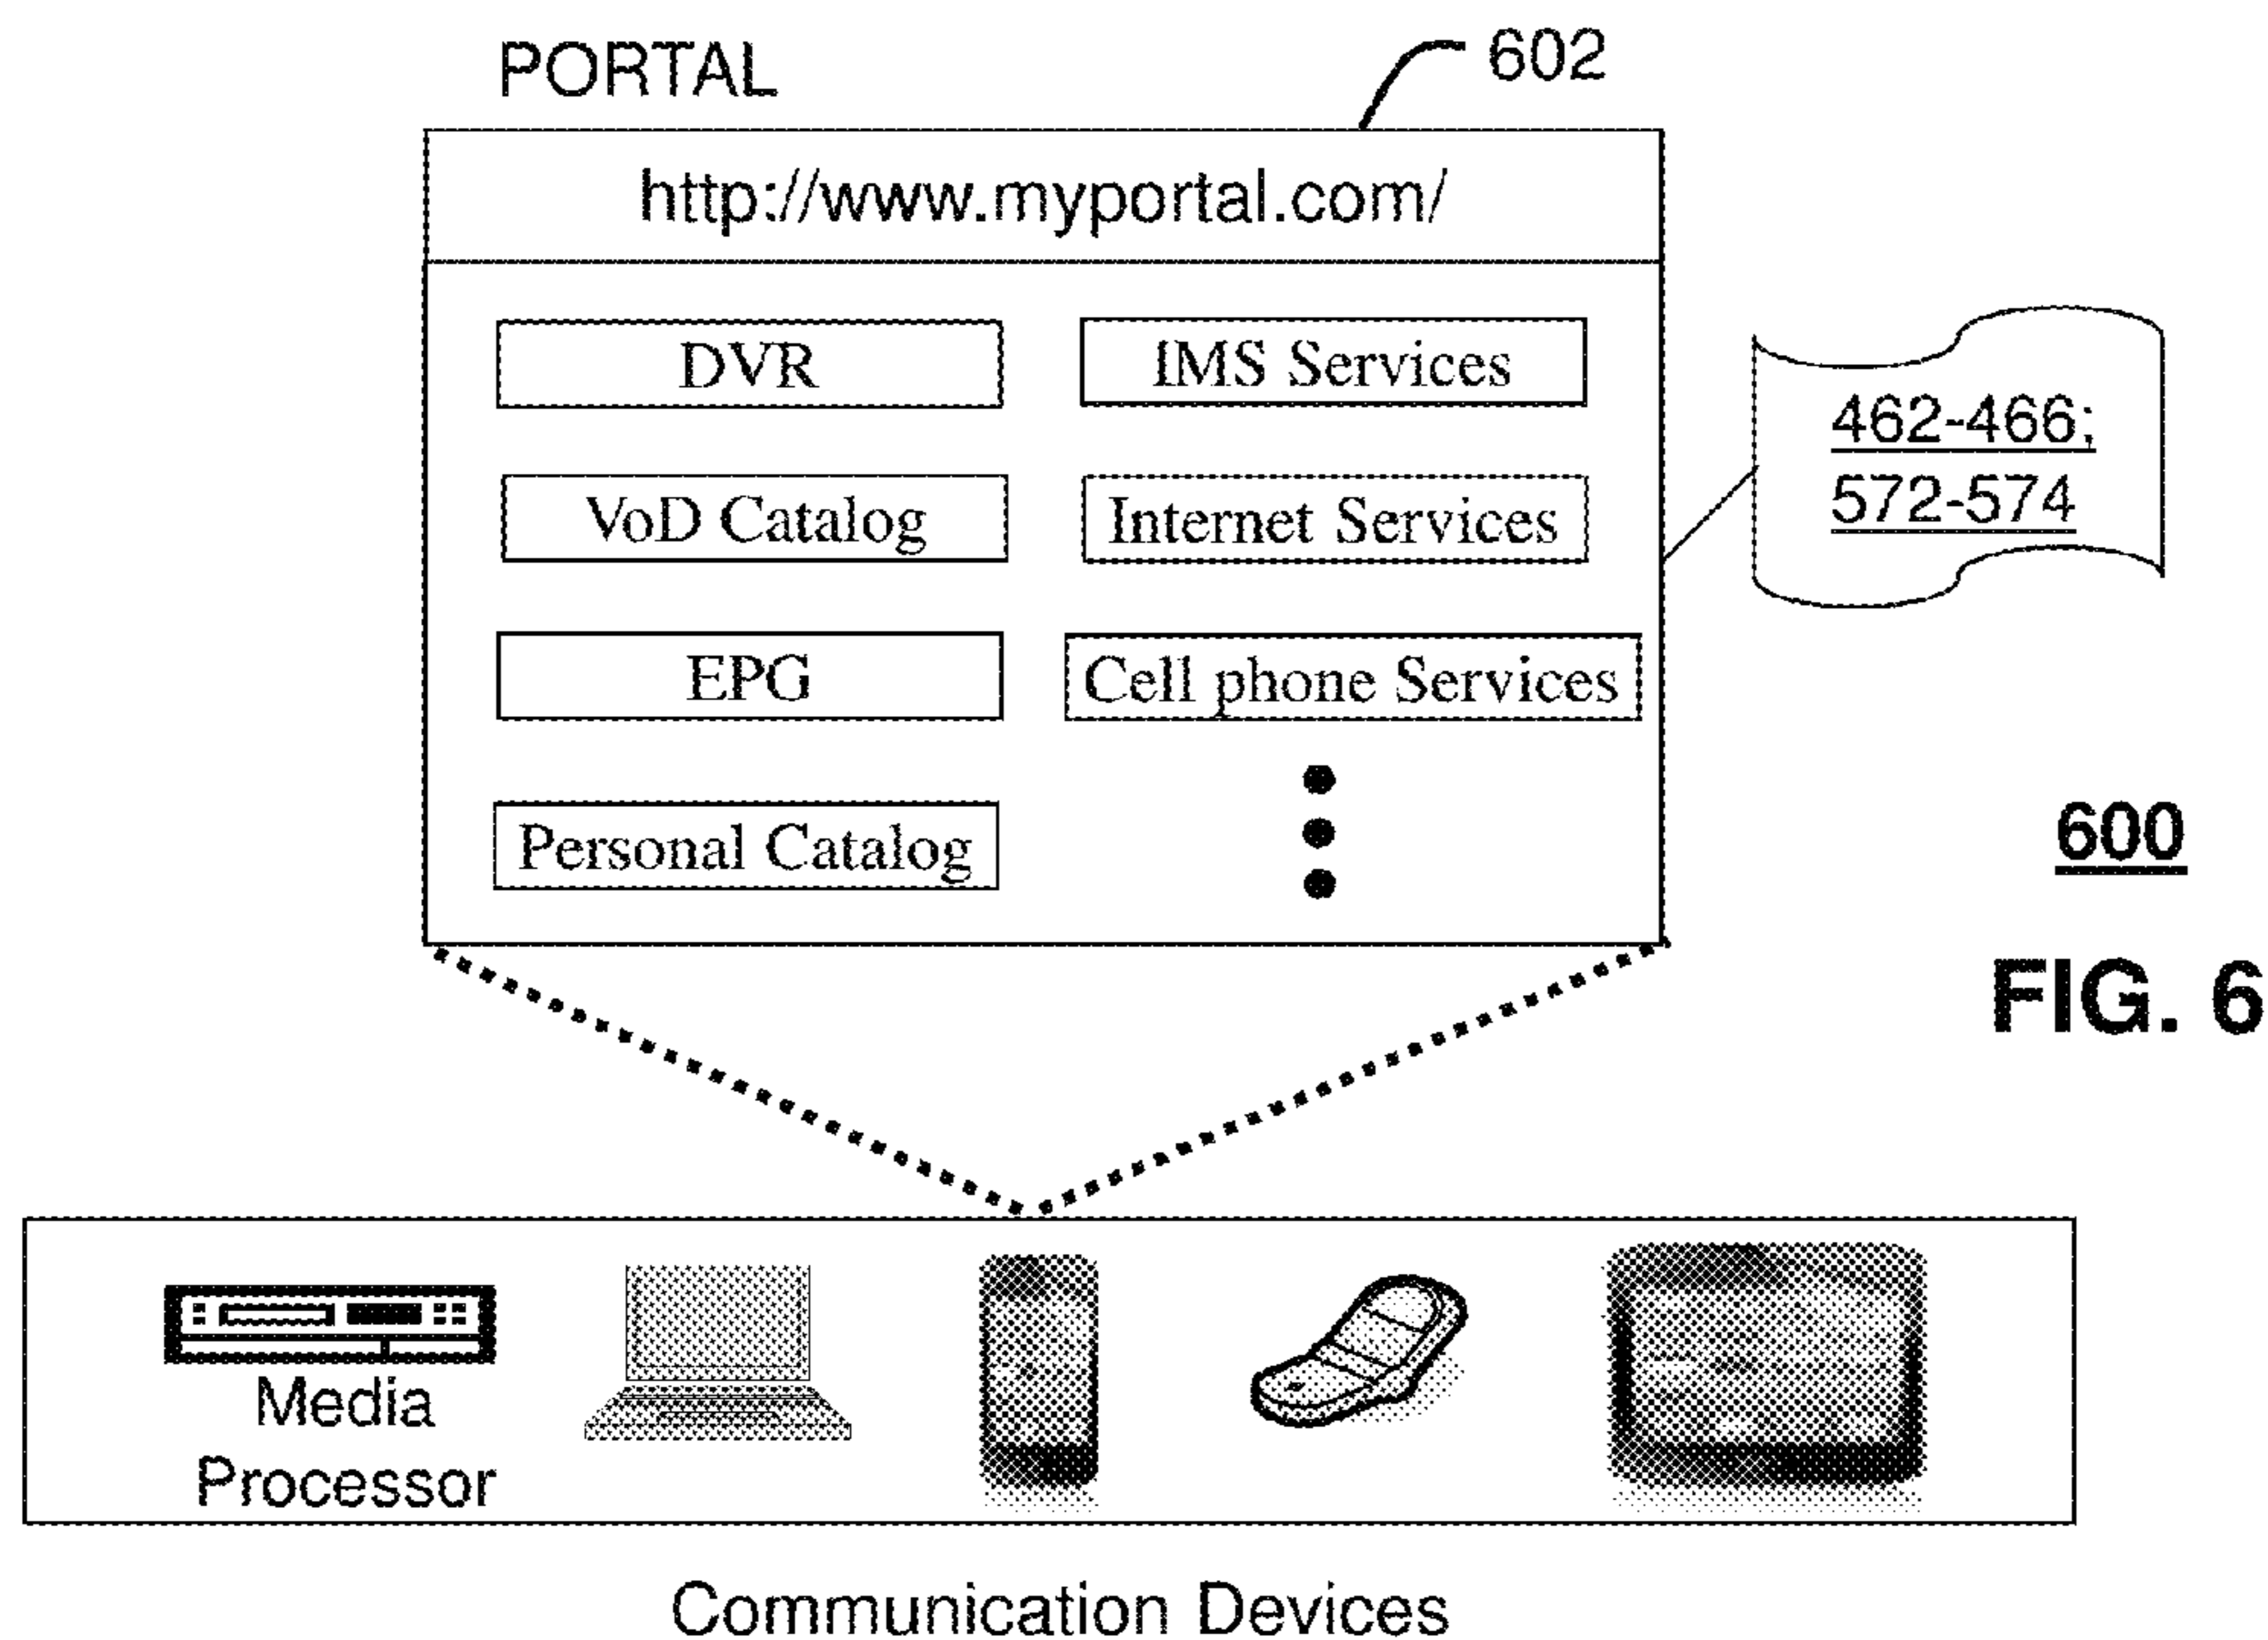 PORTAL
602
http://www.myportal.com/
DVR
IMS Services
VoD Catalog
Internet Services
EPG
Cell phone Services
Personal Catalog
462-466;
572-574
600
FIG. 6
Media
Processor
Communication Devices